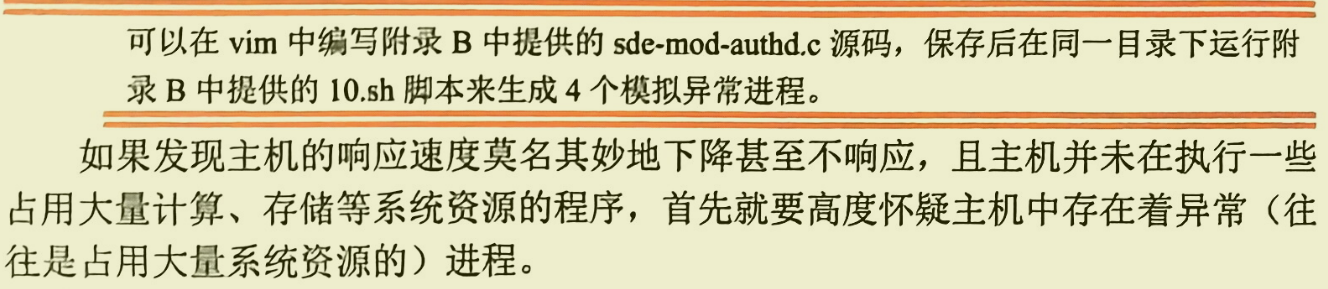 可以在 vim 中编写附录 B 中提供的 sde-mod-authd.c 源码，保存后在同一目录下运行附
录 B 中提供的 10.sh 脚本来生成 4 个模拟异常进程。
如果发现主机的响应速度莫名其妙地下降甚至不响应，且主机并未在执行一些
占用大量计算、存储等系统资源的程序，首先就要高度怀疑主机中存在着异常（往
往是占用大量系统资源的）进程。